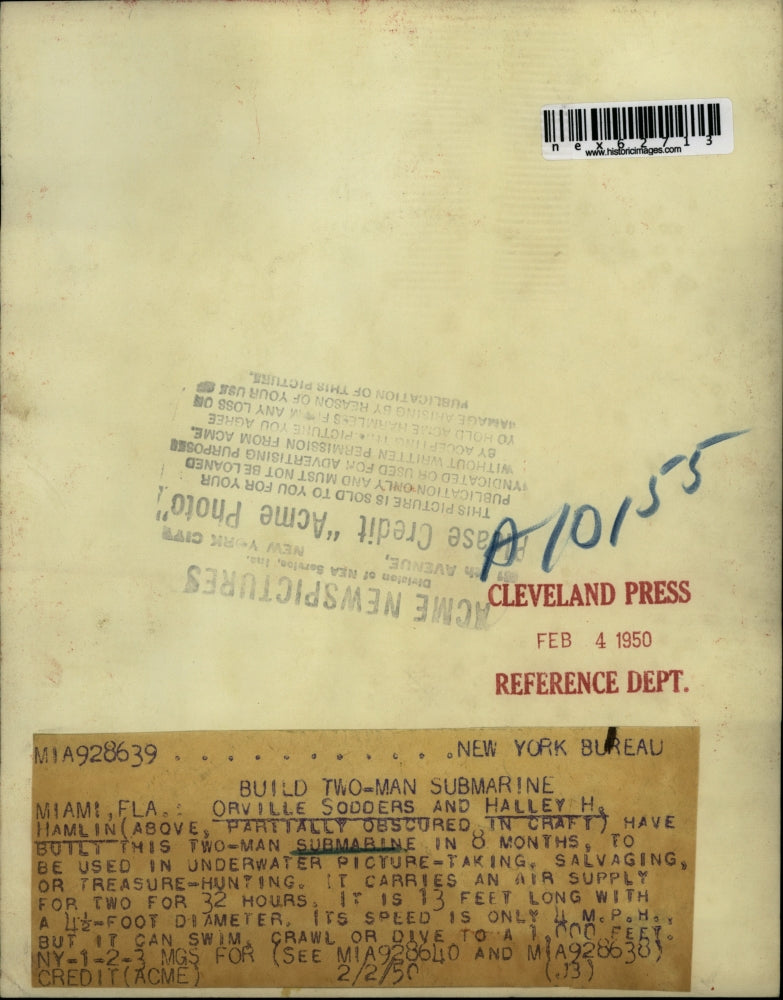 nex62713
www.historicimages.com
PUBLICATION OF THIS PICTURE.
DAMAGE ARISING BY REASON OF YOUR USE
TO HOLD ACME HARMLESS FROM ANY LOSS OR
BY ACCEPTING THIS PICTURE YOU AGREE
WITHOUT WRITTEN PERMISSION FROM ACME.
SYNDICATED OR USED FOR ADVERTISING PURPOSES
PUBLICATION ONLY AND MUST NOT BE LOANED
THIS PICTURE IS SOLD TO YOU FOR YOUR
Please Credit "Acme Photo"
AVENUE, NEW YORK CITY
Division of NEA Service, Inc.
ACME NEWSPICTURES
A10155
CLEVELAND PRESS
FEB 4 1950
REFERENCE DEPT.
MIA928639 . . . . . . . . . . . . .NEW YORK BUREAU
BUILD TWO-MAN SUBMARINE
MIAMI, FLA.: ORVILLE SODDERS AND HALLEY H.
HAMLIN(ABOVE, PARTIALLY OBSCURED IN CRAFT) HAVE
BUILT THIS TWO-MAN SUBMARINE IN 8 MONTHS, TO
BE USED IN UNDERWATER PICTURE-TAKING, SALVAGING,
OR TREASURE-HUNTING. IT CARRIES AN AIR SUPPLY
FOR TWO FOR 32 HOURS. IT IS 13 FEET LONG WITH
A 4½-FOOT DIAMETER. ITS SPEED IS ONLY 4 M.P.H.,
BUT IT CAN SWIM, CRAWL OR DIVE TO A 1,000 FEET.
NY-1-2-3 MGS FOR (SEE MIA928640 AND MIA928638)
CREDIT(ACME) 2/2/50 (J3)